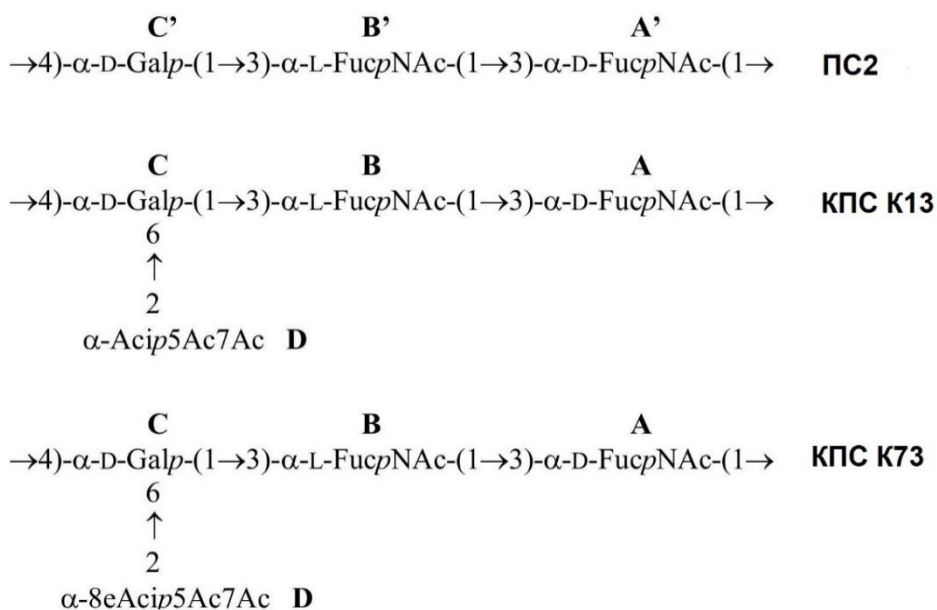 C’ B’ A’
→4)-α-D-Galp-(1→3)-α-L-FucpNAc-(1→3)-α-D-FucpNAc-(1→ ПС2
C B A
→4)-α-D-Galp-(1→3)-α-L-FucpNAc-(1→3)-α-D-FucpNAc-(1→ КПС К13
6
↑
2
α-Acip5Ac7Ac D
C B A
→4)-α-D-Galp-(1→3)-α-L-FucpNAc-(1→3)-α-D-FucpNAc-(1→ КПС К73
6
↑
2
α-8eAcip5Ac7Ac D